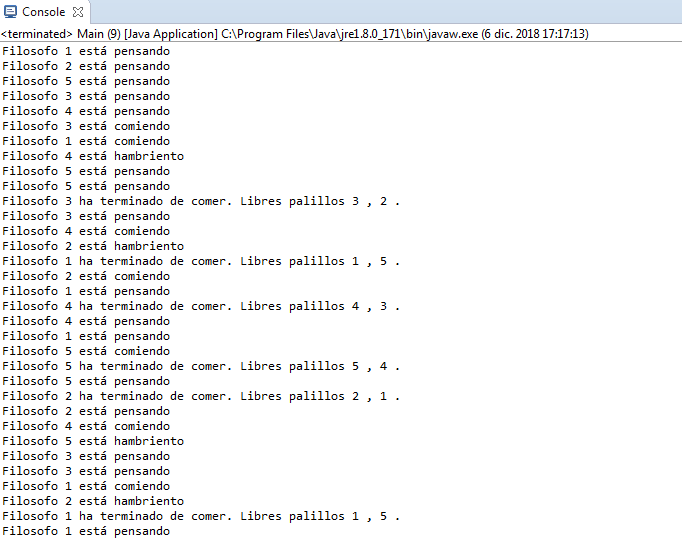 Console
<terminated> Main (9) [Java Application] C:\Program Files\Java\jre1.8.0_171\bin\javaw.exe (6 dic. 2018 17:17:13)
Filosofo 1 está pensando
Filosofo 2 está pensando
Filosofo 5 está pensando
Filosofo 3 está pensando
Filosofo 4 está pensando
Filosofo 3 está comiendo
Filosofo 1 está comiendo
Filosofo 4 está hambriento
Filosofo 5 está pensando
Filosofo 5 está pensando
Filosofo 3 ha terminado de comer. Libres palillos 3 , 2 .
Filosofo 3 está pensando
Filosofo 4 está comiendo
Filosofo 2 está hambriento
Filosofo 1 ha terminado de comer. Libres palillos 1 , 5 .
Filosofo 2 está comiendo
Filosofo 1 está pensando
Filosofo 4 ha terminado de comer. Libres palillos 4 , 3 .
Filosofo 4 está pensando
Filosofo 1 está pensando
Filosofo 5 está comiendo
Filosofo 5 ha terminado de comer. Libres palillos 5 , 4 .
Filosofo 5 está pensando
Filosofo 2 ha terminado de comer. Libres palillos 2 , 1 .
Filosofo 2 está pensando
Filosofo 4 está comiendo
Filosofo 5 está hambriento
Filosofo 3 está pensando
Filosofo 3 está pensando
Filosofo 1 está comiendo
Filosofo 2 está hambriento
Filosofo 1 ha terminado de comer. Libres palillos 1 , 5 .
Filosofo 1 está pensando